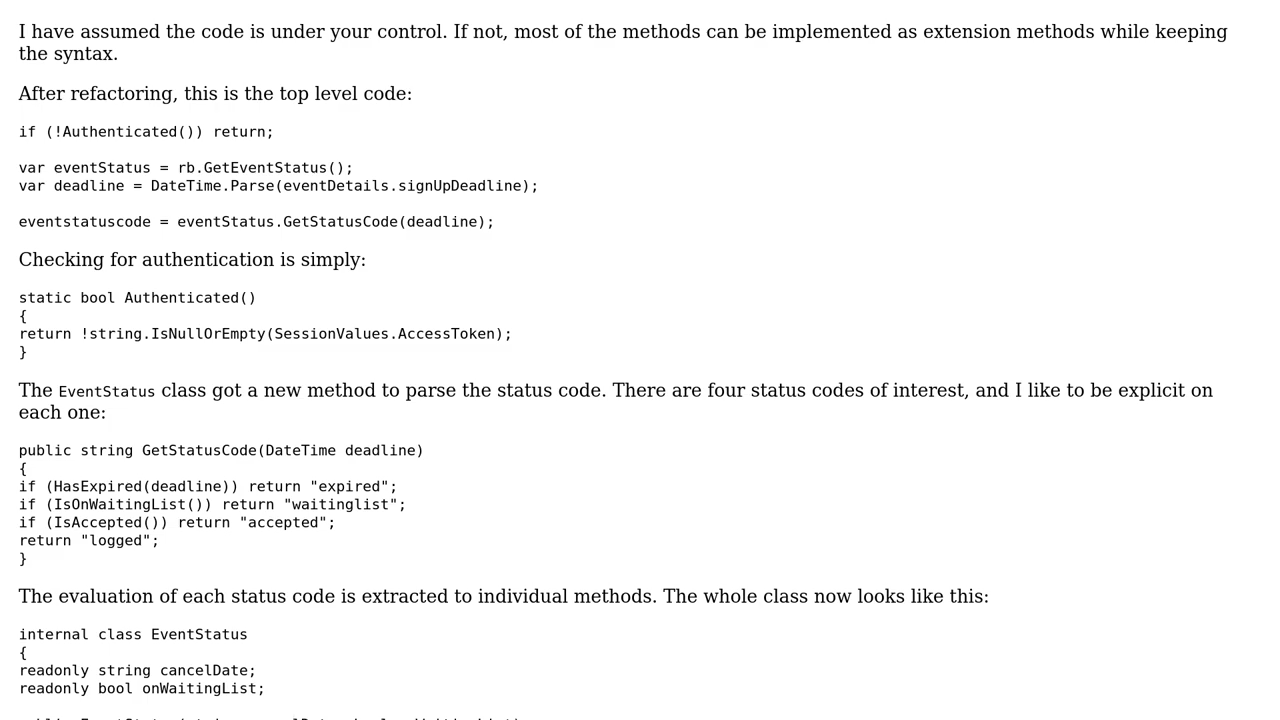 I have assumed the code is under your control. If not, most of the methods can be implemented as extension methods while keeping
the syntax.
After refactoring, this is the top level code:
if (!Authenticated()) return;
var eventStatus = rb.GetEventStatus();
var deadline = DateTime.Parse(eventDetails.signUpDeadline);
eventstatuscode = eventStatus.GetStatusCode(deadline);
Checking for authentication is simply:
static bool Authenticated()
{
return !string.IsNullOrEmpty(SessionValues.AccessToken);
}
The EventStatus class got a new method to parse the status code. There are four status codes of interest, and I like to be explicit on
each one:
public string GetStatusCode(DateTime deadline)
{
if (HasExpired(deadline)) return "expired";
if (IsOnWaitingList()) return "waitinglist";
if (IsAccepted()) return "accepted";
return "logged";
}
The evaluation of each status code is extracted to individual methods. The whole class now looks like this:
internal class EventStatus
{
readonly string cancelDate;
readonly bool onWaitingList;